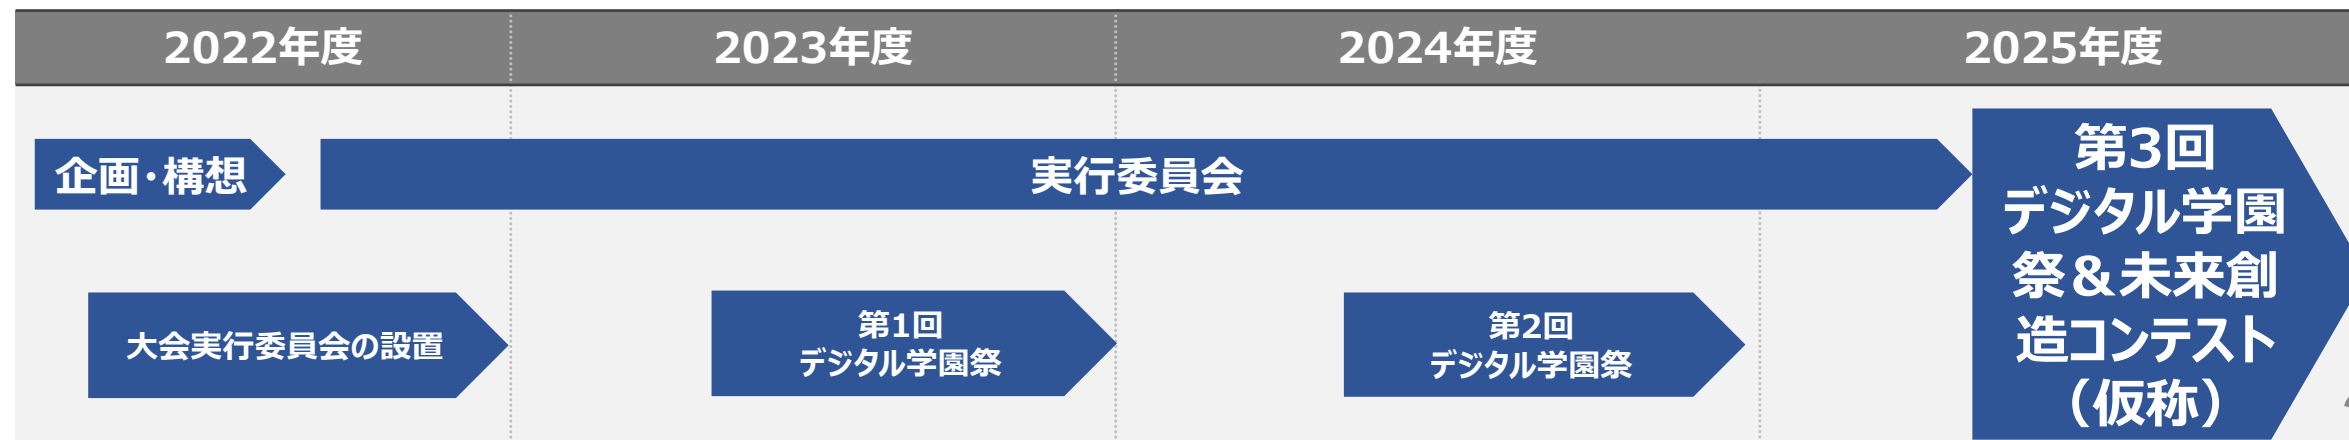 2022年度
2023年度
2024年度
2025年度
企画・構想
実行委員会
大会実行委員会の設置
第1回
デジタル学園祭
第2回
デジタル学園祭
第3回
デジタル学園
祭＆未来創
造コンテスト
（仮称）